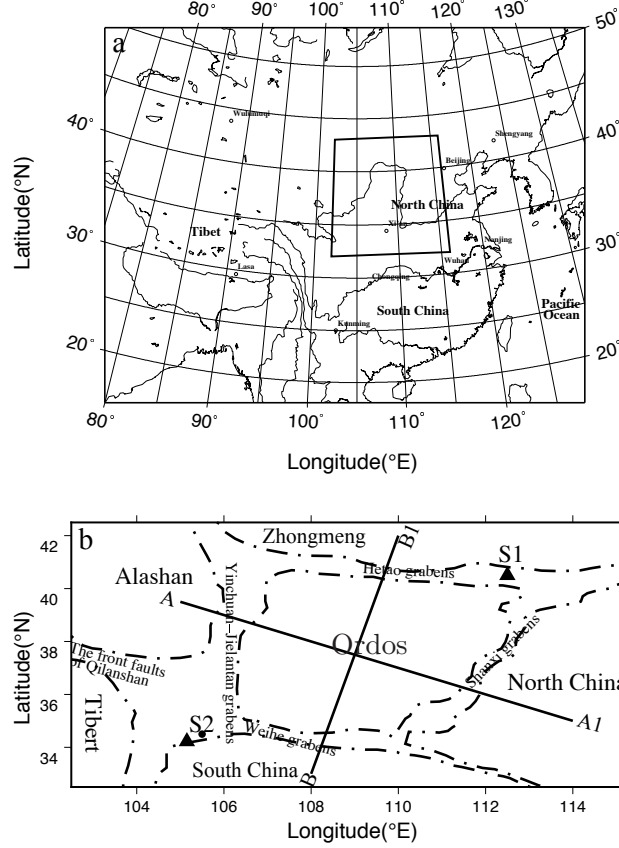 80° 90° 100° 110° 120° 130°
50°
a
Wulumuqi
40°
40°
Shengyang
Beijing
North China
Xi
Tibet
30°
30°
Nanjing
Lasa
Wuhan
Chongqing
South China
Pacific
Ocean
Kunming
20°
20°
80° 90° 100° 110° 120°
Latitude(°N)
Longitude(°E)
b
Zhongmeng
B1
S1
Hetao grabens
Alashan
A
Yinchuan–Jielantan grabens
Ordos
Shanxi grabens
The front faults
of Qilanshan
North China
Tibert
S2
A1
Weihe grabens
South China
B
42
40
38
36
34
104 106 108 110 112 114
Latitude(°N)
Longitude(°E)